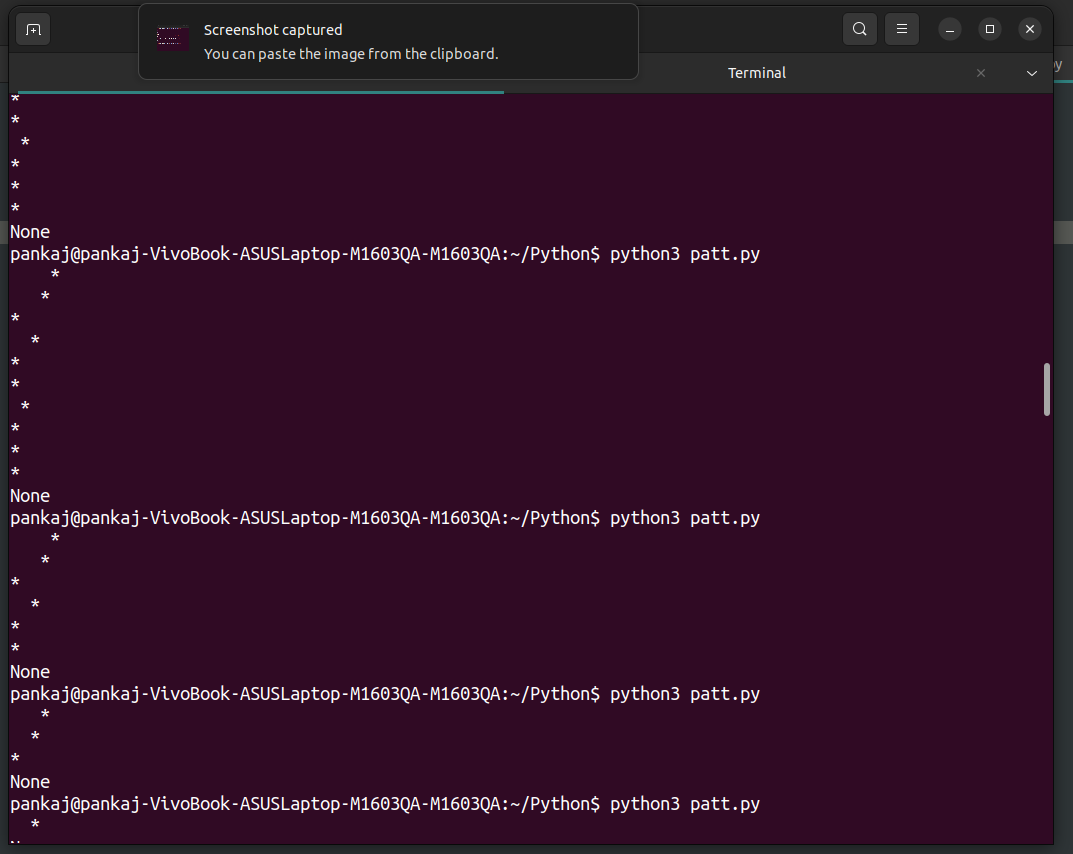 Screenshot captured
You can paste the image from the clipboard.
Terminal
*
*
 *
*
*
*
None
pankaj@pankaj-VivoBook-ASUSLaptop-M1603QA-M1603QA:~/Python$ python3 patt.py
    *
   *
*
  *
*
*
 *
*
*
*
None
pankaj@pankaj-VivoBook-ASUSLaptop-M1603QA-M1603QA:~/Python$ python3 patt.py
    *
   *
*
  *
*
*
None
pankaj@pankaj-VivoBook-ASUSLaptop-M1603QA-M1603QA:~/Python$ python3 patt.py
   *
  *
*
None
pankaj@pankaj-VivoBook-ASUSLaptop-M1603QA-M1603QA:~/Python$ python3 patt.py
  *